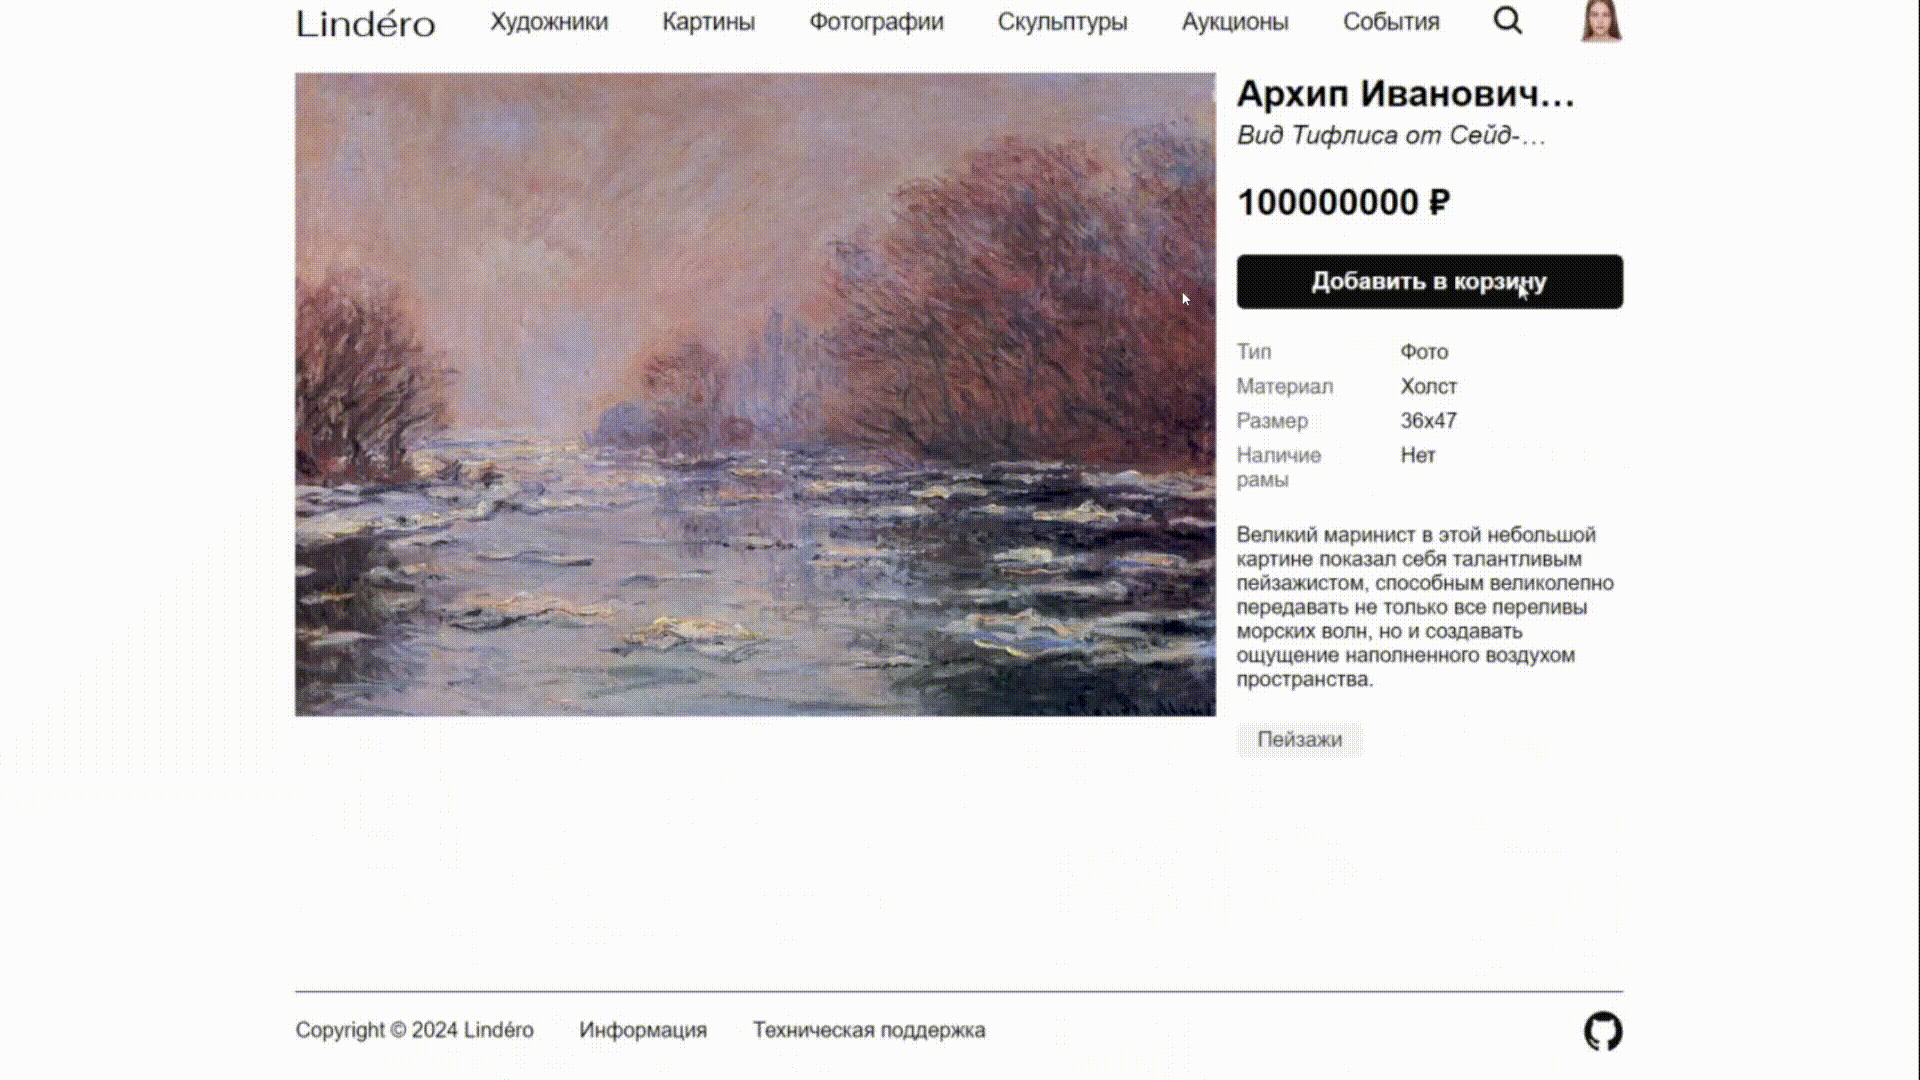 Lindéro Художники Картины Фотографии Скульптуры Аукционы События
Архип Иванович...
Вид Тифлиса от Сейд-...
100000000 ₽
Добавить в корзину
Тип Фото
Материал Холст
Размер 36x47
Наличие Нет
рамы
Великий маринист в этой небольшой
картине показал себя талантливым
пейзажистом, способным великолепно
передавать не только все переливы
морских волн, но и создавать
ощущение наполненного воздухом
пространства.
Пейзажи
Copyright © 2024 Lindéro Информация Техническая поддержка